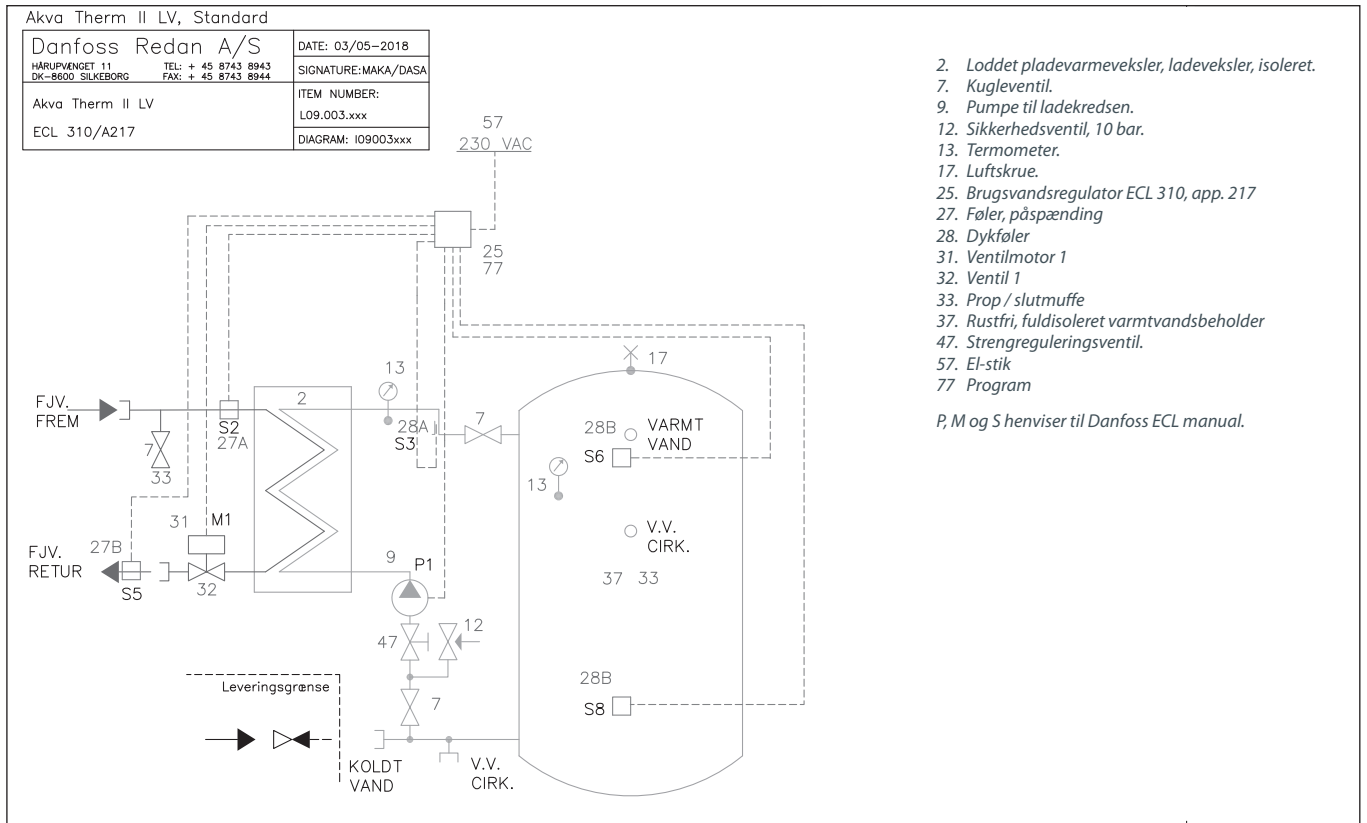 Akva Therm II LV, Standard
Danfoss Redan A/S
HÅRUPVÆNGET 11 TEL: + 45 8743 8943
DK-8600 SILKEBORG FAX: + 45 8743 8944
Akva Therm II LV
ECL 310/A217
DATE: 03/05-2018
SIGNATURE:MAKA/DASA
ITEM NUMBER:
L09.003.xxx
DIAGRAM: I09003xxx
57
230 VAC
25
77
13
17
FJV.
FREM
2
S2
27A
7
33
28A
S3
7
28B
VARMT
VAND
S6
13
V.V.
CIRK.
37 33
31
M1
27B
FJV.
RETUR
S5
32
9
P1
47
12
7
28B
S8
Leveringsgrænse
KOLDT
VAND
V.V.
CIRK.
2. Loddet pladevarmeveksler, ladeveksler, isoleret.
7. Kugleventil.
9. Pumpe til ladekredsen.
12. Sikkerhedsventil, 10 bar.
13. Termometer.
17. Luftskrue.
25. Brugsvandsregulator ECL 310, app. 217
27. Føler, påspænding
28. Dykføler
31. Ventilmotor 1
32. Ventil 1
33. Prop / slutmuffe
37. Rustfri, fuldisoleret varmtvandsbeholder
47. Strengreguleringsventil.
57. El-stik
77 Program
P, M og S henviser til Danfoss ECL manual.